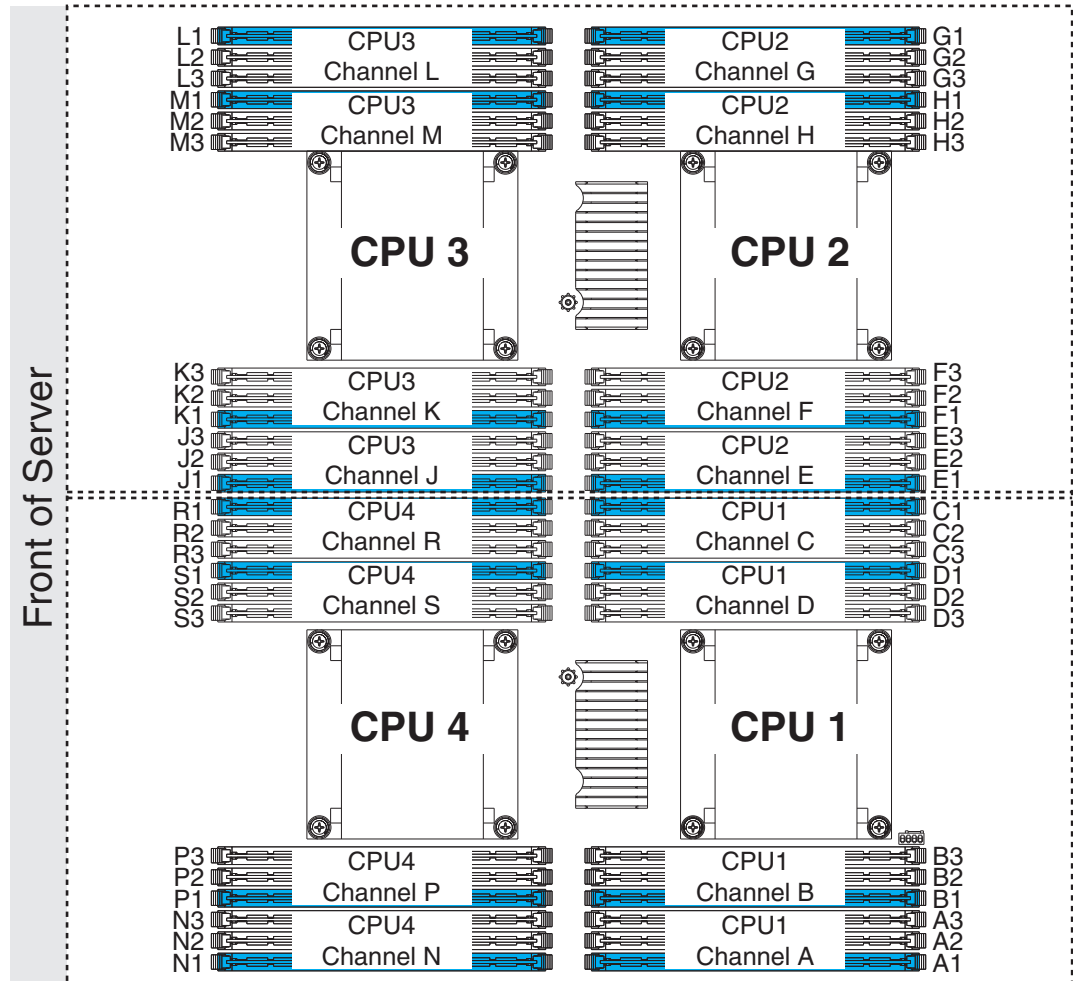 Front of Server
L1
L2
L3
CPU3
Channel L
M1
M2
M3
CPU3
Channel M
CPU2
Channel G
G1
G2
G3
CPU2
Channel H
H1
H2
H3
CPU 3
CPU 2
K3
K2
K1
CPU3
Channel K
J3
J2
J1
CPU3
Channel J
CPU2
Channel F
F3
F2
F1
CPU2
Channel E
E3
E2
E1
R1
R2
R3
CPU4
Channel R
S1
S2
S3
CPU4
Channel S
CPU1
Channel C
C1
C2
C3
CPU1
Channel D
D1
D2
D3
CPU 4
CPU 1
P3
P2
P1
CPU4
Channel P
N3
N2
N1
CPU4
Channel N
CPU1
Channel B
B3
B2
B1
CPU1
Channel A
A3
A2
A1